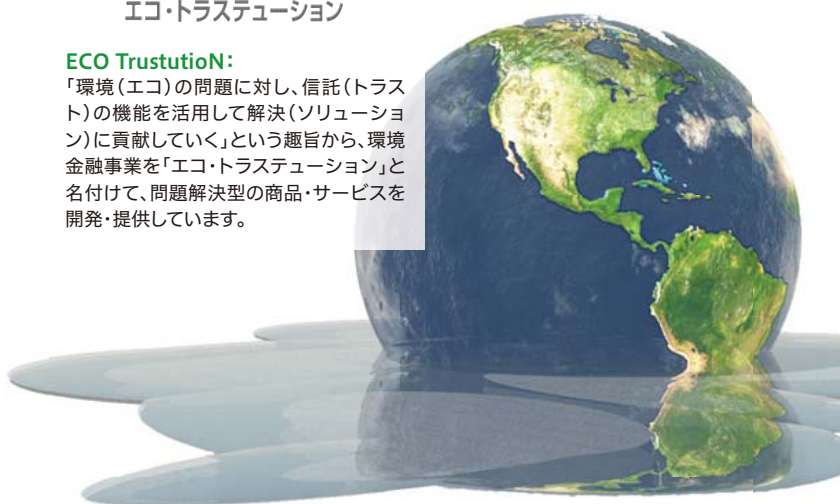 エコ・トラステューション
ECO TrustutioN：
「環境（エコ）の問題に対し、信託（トラス
ト）の機能を活用して解決（ソリューショ
ン）に貢献していく」という趣旨から、環境
金融事業を「エコ・トラステューション」と
名付けて、問題解決型の商品・サービスを
開発・提供しています。